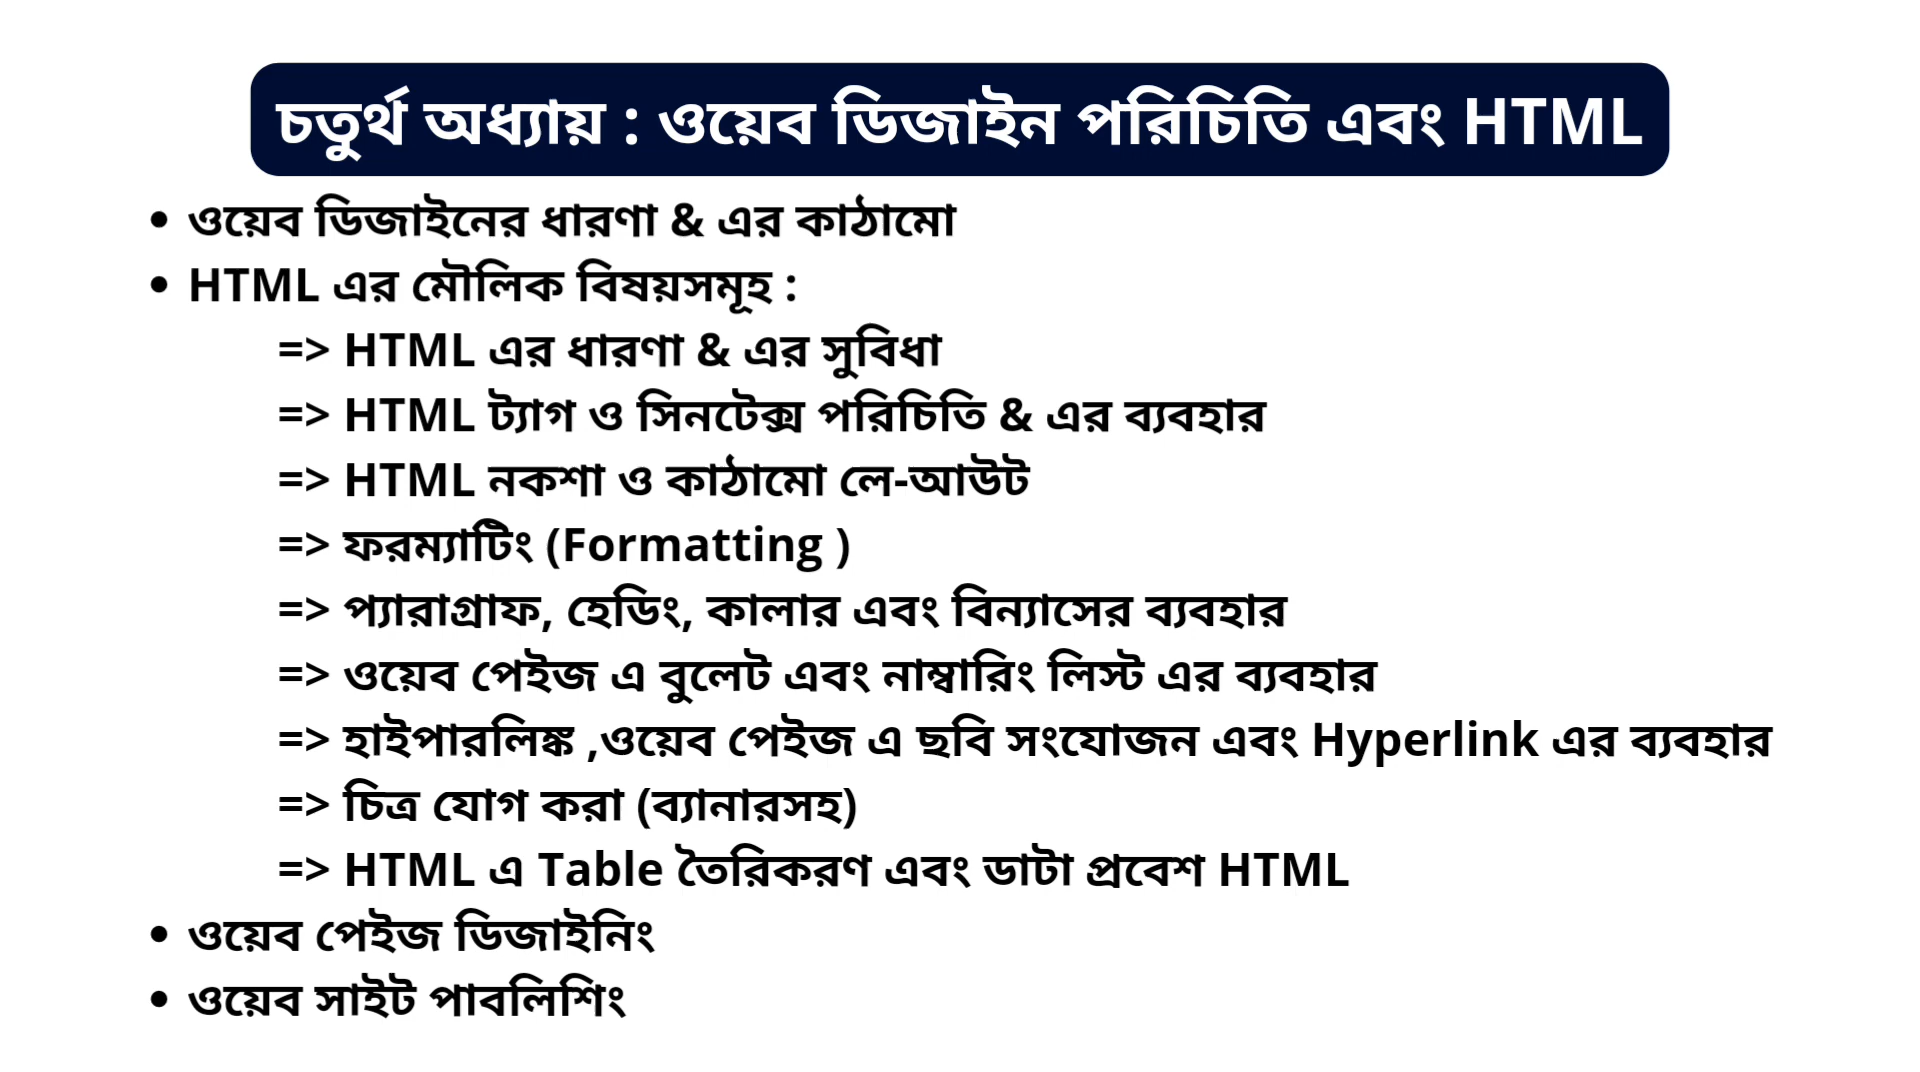 চতুর্থ অধ্যায় : ওয়েব ডিজাইন পরিচিতি এবং HTML
• ওয়েব ডিজাইনের ধারণা & এর কাঠামো
• HTML এর মৌলিক বিষয়সমূহ :
=> HTML এর ধারণা & এর সুবিধা
=> HTML ট্যাগ ও সিনটেক্স পরিচিতি & এর ব্যবহার
=> HTML নকশা ও কাঠামো লে-আউট
=> ফরম্যাটিং (Formatting )
=> প্যারাগ্রাফ, হেডিং, কালার এবং বিন্যাসের ব্যবহার
=> ওয়েব পেইজ এ বুলেট এবং নাম্বারিং লিস্ট এর ব্যবহার
=> হাইপারলিঙ্ক ,ওয়েব পেইজ এ ছবি সংযোজন এবং Hyperlink এর ব্যবহার
=> চিত্র যোগ করা (ব্যানারসহ)
=> HTML এ Table তৈরিকরণ এবং ডাটা প্রবেশ HTML
• ওয়েব পেইজ ডিজাইনিং
• ওয়েব সাইট পাবলিশিং